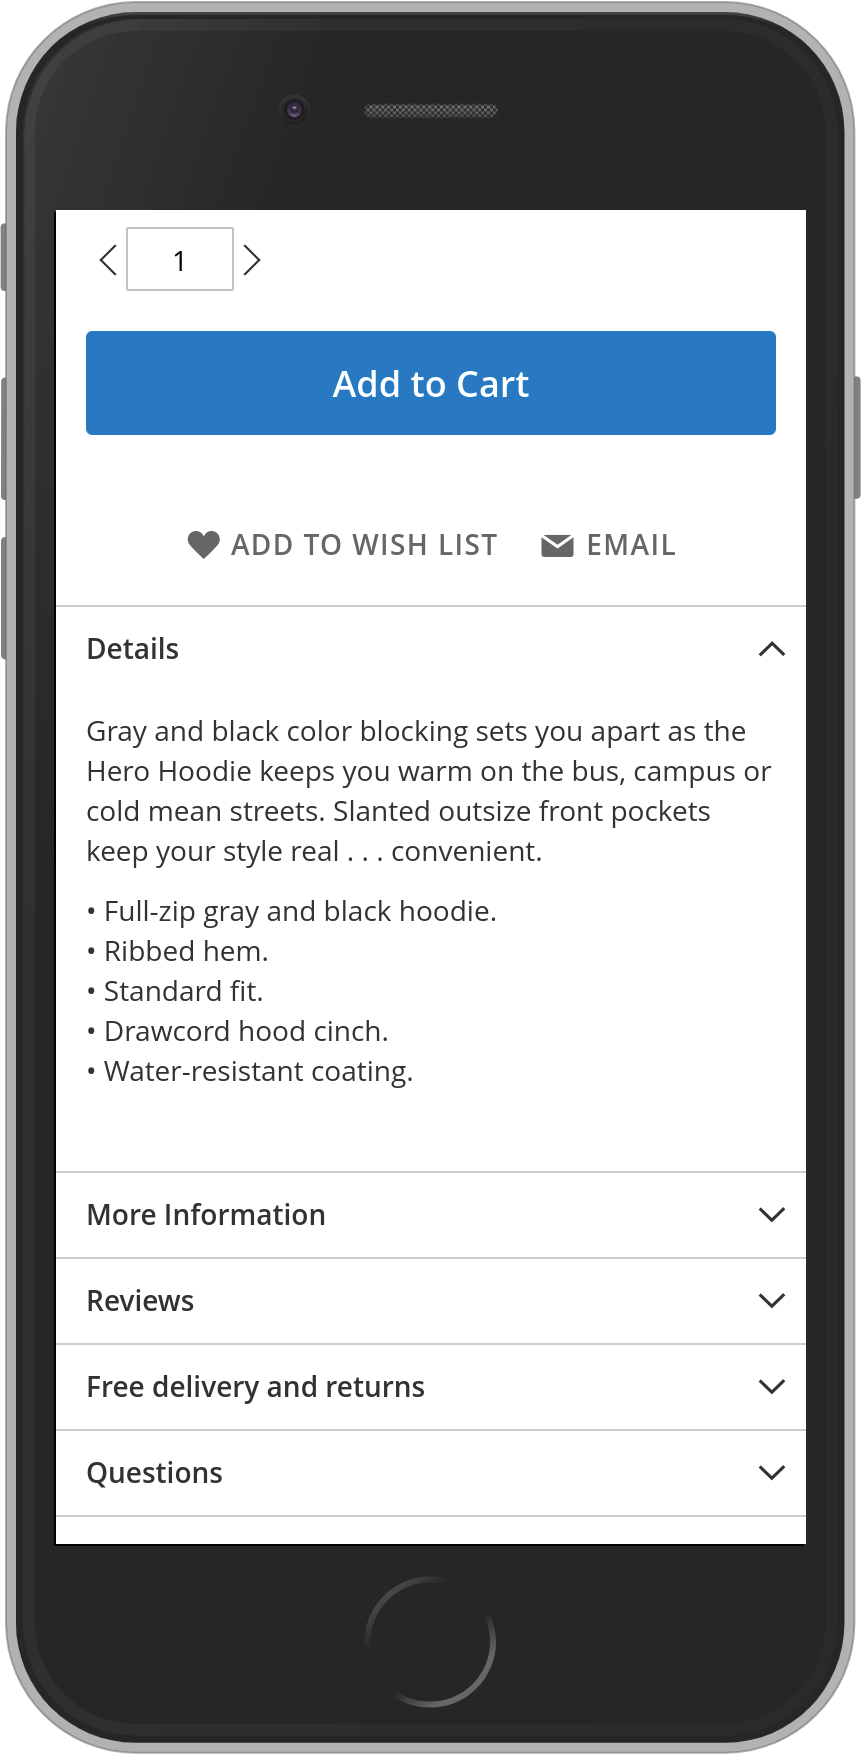 1
Add to Cart
ADD TO WISH LIST EMAIL
Details
Gray and black color blocking sets you apart as the
Hero Hoodie keeps you warm on the bus, campus or
cold mean streets. Slanted outsize front pockets
keep your style real . . . convenient.
• Full-zip gray and black hoodie.
• Ribbed hem.
• Standard fit.
• Drawcord hood cinch.
• Water-resistant coating.
More Information
Reviews
Free delivery and returns
Questions